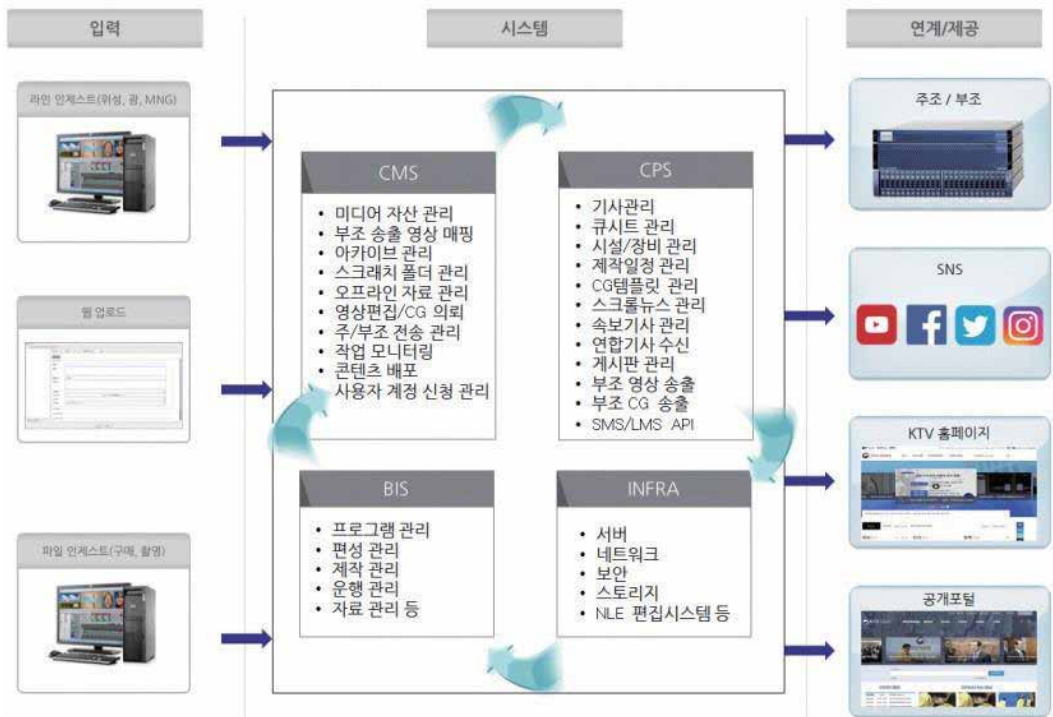 입력
시스템
연계/제공
라인 인제스트(위성, 광, MNG)
웹 업로드
파일 인제스트(구매, 촬영)
CMS
• 미디어 자산 관리
• 부조 송출 영상 매핑
• 아카이브 관리
• 스크래치 폴더 관리
• 오프라인 자료 관리
• 영상편집/CG 의뢰
• 주/부조 전송 관리
• 작업 모니터링
• 콘텐츠 배포
• 사용자 계정 신청 관리
CPS
• 기사관리
• 큐시트 관리
• 시설/장비 관리
• 제작일정 관리
• CG템플릿 관리
• 스크롤뉴스 관리
• 속보기사 관리
• 연합기사 수신
• 게시판 관리
• 부조 영상 송출
• 부조 CG 송출
• SMS/LMS API
BIS
• 프로그램 관리
• 편성 관리
• 제작 관리
• 운행 관리
• 자료 관리 등
INFRA
• 서버
• 네트워크
• 보안
• 스토리지
• NLE 편집시스템 등
주조 / 부조
SNS
KTV 홈페이지
공개포털